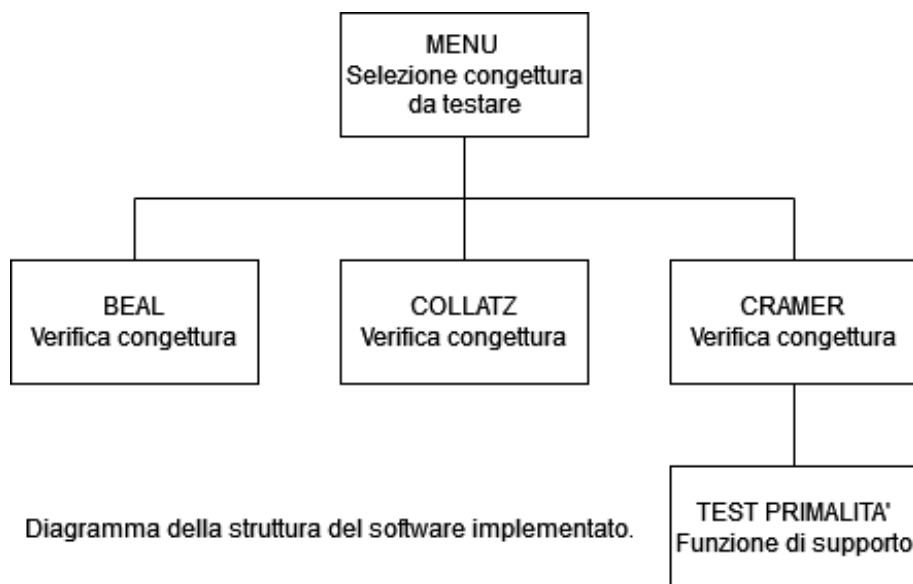 MENU
Selezione congettura
da testare
BEAL
Verifica congettura
COLLATZ
Verifica congettura
CRAMER
Verifica congettura
TEST PRIMALITA'
Funzione di supporto
Diagramma della struttura del software implementato.